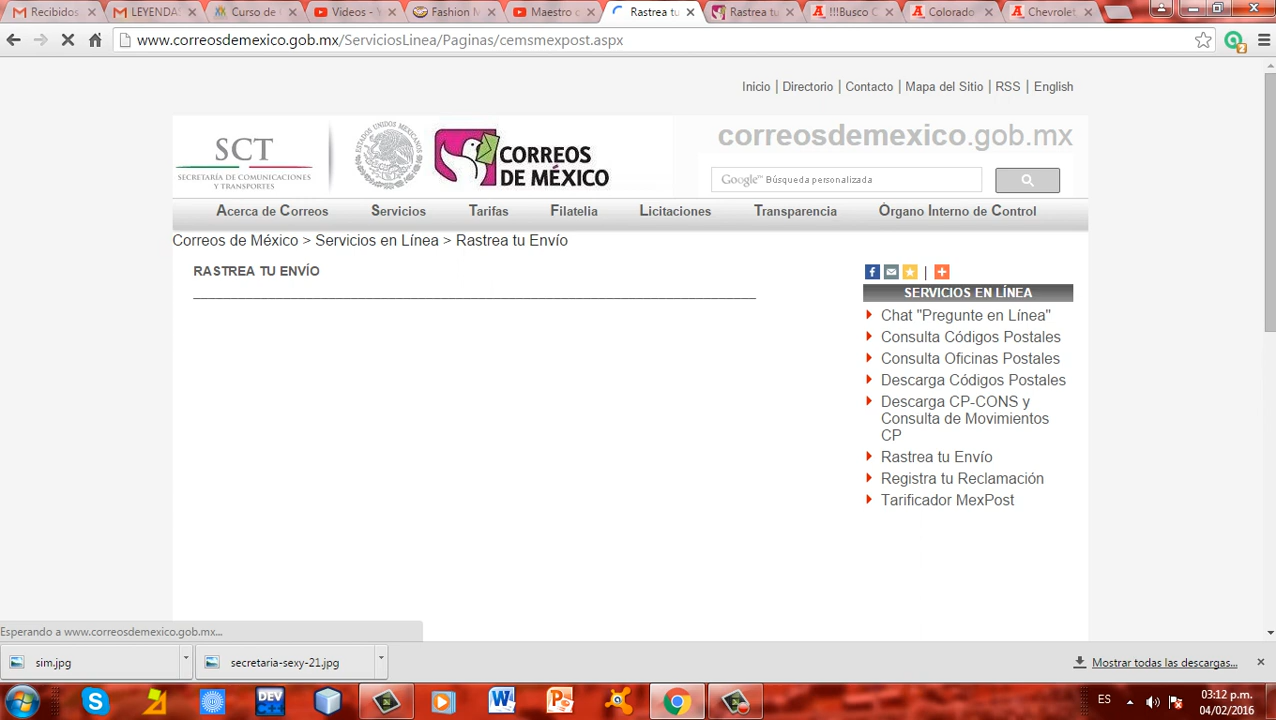 Recibidos
LEYENDAS
Curso de
Videos - Y
Fashion M
Maestro d
Rastrea tu
Rastrea tu
!!!Busco C
Colorado
Chevrolet
www.correosdemexico.gob.mx/ServiciosLinea/Paginas/cemsmexpost.aspx
2
Inicio | Directorio | Contacto | Mapa del Sitio | RSS | English
SCT
SECRETARÍA DE COMUNICACIONES
Y TRANSPORTES
ESTADOS UNIDOS MEXICANOS
CORREOS
DE MÉXICO
correosdemexico.gob.mx
Google™ Búsqueda personalizada
Acerca de Correos Servicios Tarifas Filatelia Licitaciones Transparencia Órgano Interno de Control
Correos de México > Servicios en Línea > Rastrea tu Envío
RASTREA TU ENVÍO
SERVICIOS EN LÍNEA
Chat "Pregunte en Línea"
Consulta Códigos Postales
Consulta Oficinas Postales
Descarga Códigos Postales
Descarga CP-CONS y
Consulta de Movimientos
CP
Rastrea tu Envío
Registra tu Reclamación
Tarificador MexPost
Esperando a www.correosdemexico.gob.mx...
sim.jpg
secretaria-sexy-21.jpg
Mostrar todas las descargas...
DEV
ES
03:12 p.m.
04/02/2016